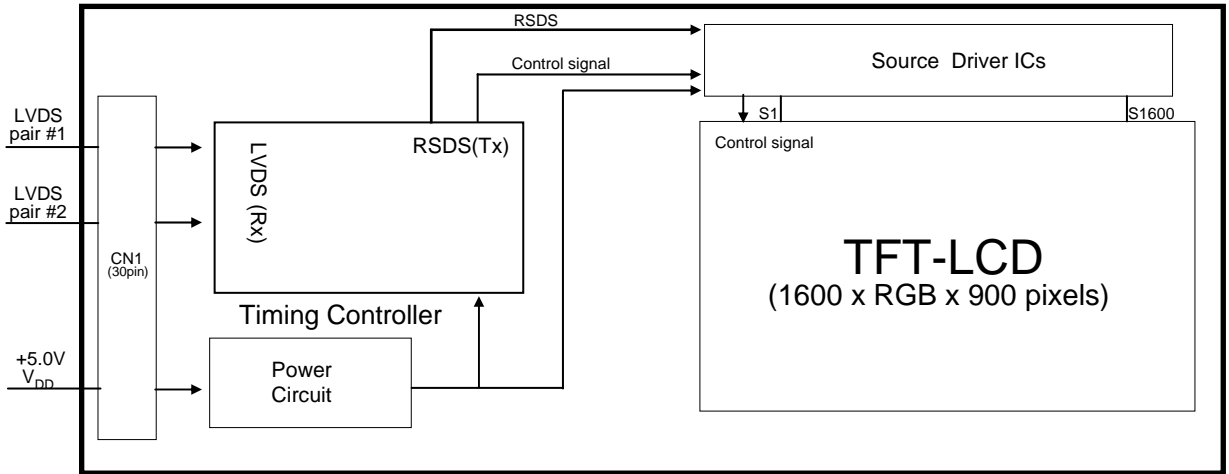 RSDS
Control signal
Source Driver ICs
LVDS
pair #1
S1
S1600
RSDS(Tx)
Control signal
LVDS (Rx)
LVDS
pair #2
CN1
(30pin)
TFT-LCD
(1600 x RGB x 900 pixels)
Timing Controller
+5.0V
VDD
Power
Circuit